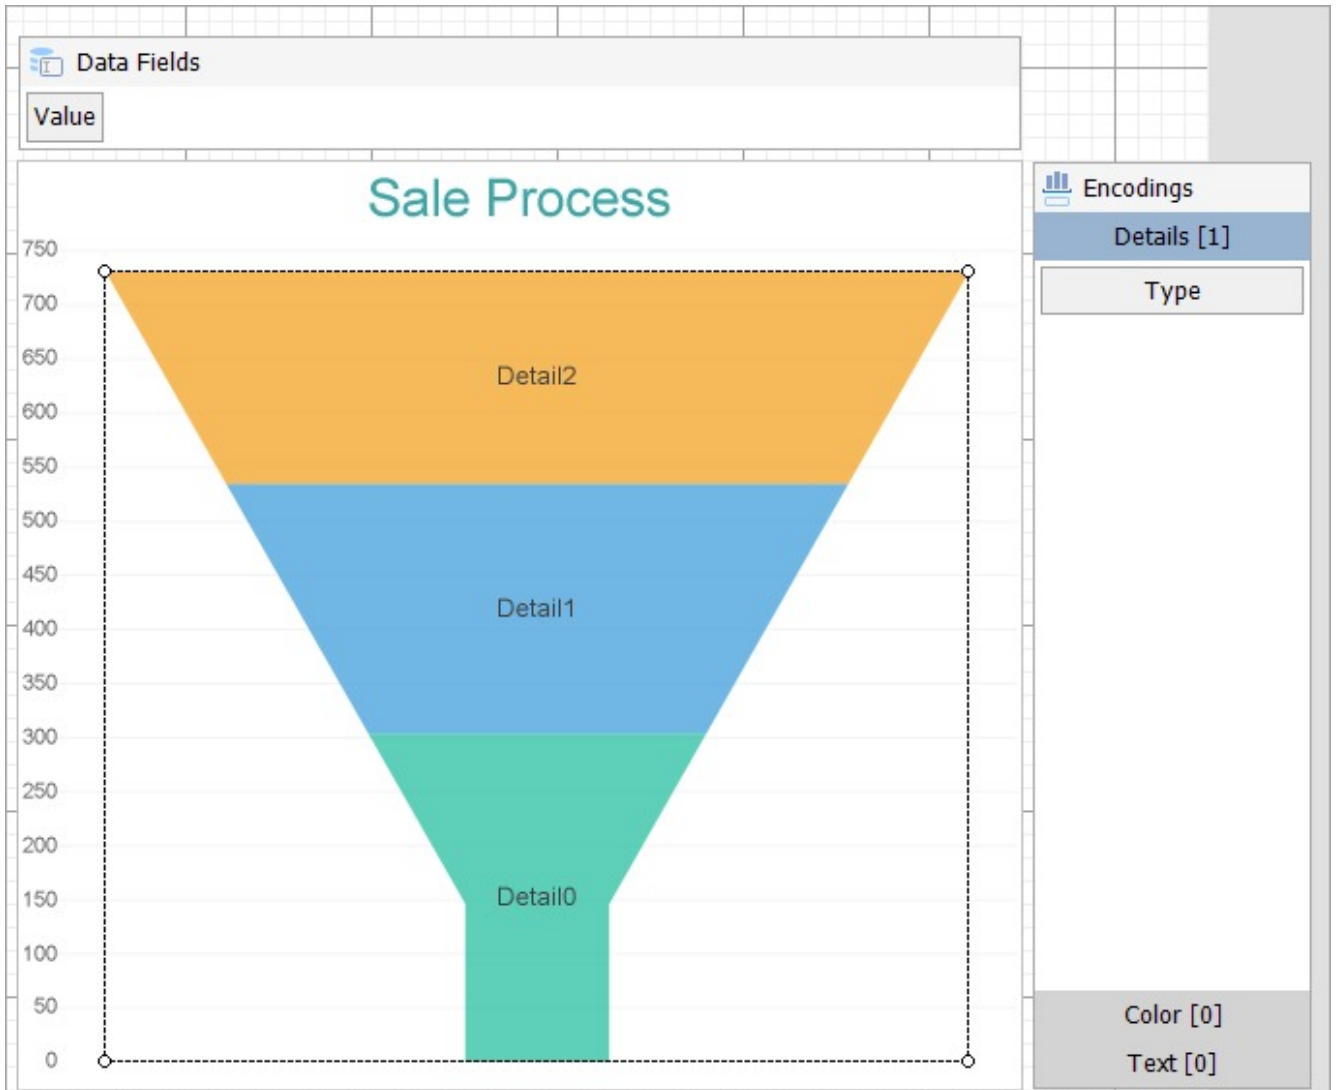 Data Fields
Value
Sale Process
Encodings
Details [1]
Type
750
700
650
600
550
500
450
400
350
300
250
200
150
100
50
0
Detail2
Detail1
Detail0
Color [0]
Text [0]